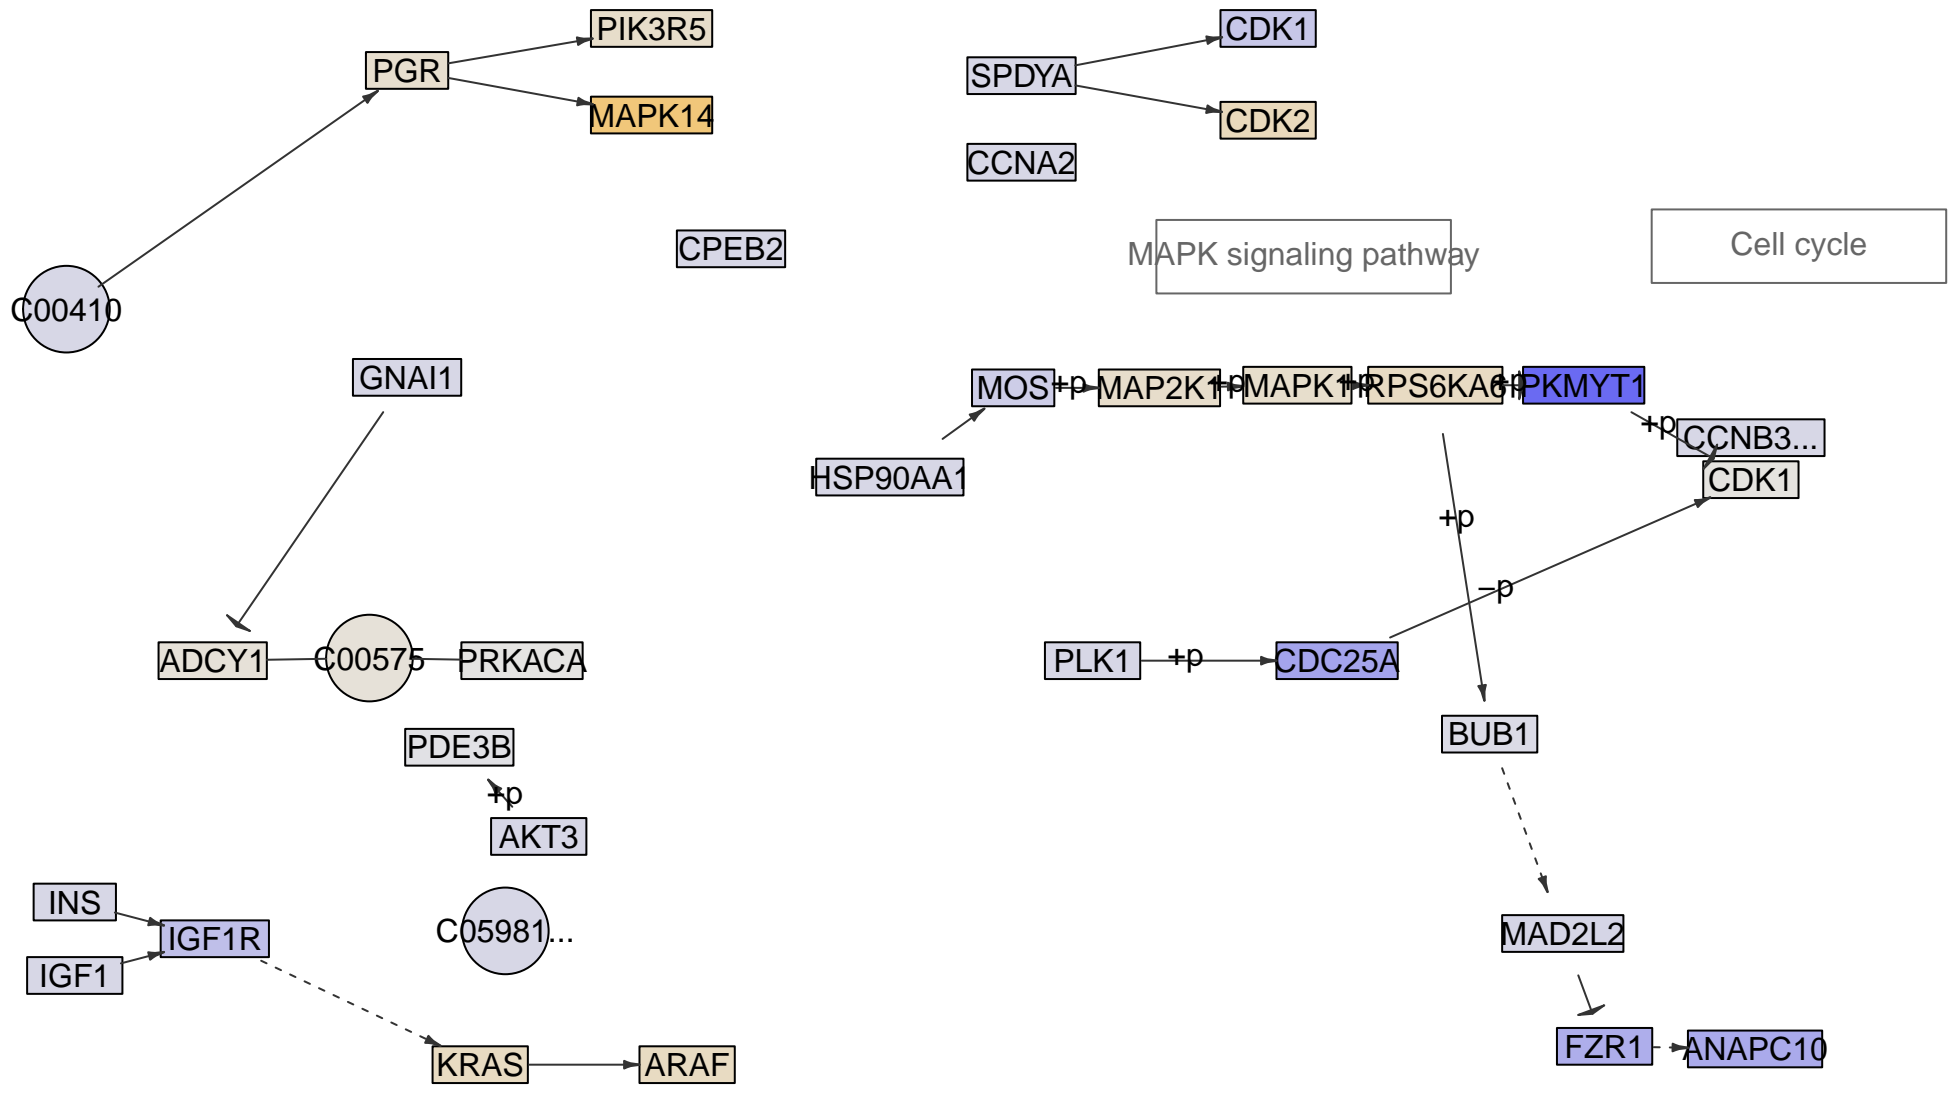 PIK3R5
CDK1
PGR
SPDYA
MAPK14
CDK2
CCNA2
CPEB2
MAPK signaling pathway
Cell cycle
C00410
GNAI1
MOS
+p
MAP2K1
+p
MAPK1
+p
RPS6KA6
+p
PKMYT1
+p
CCNB3...
HSP90AA1
CDK1
+p
−p
ADCY1
C00575
PRKACA
PLK1
+p
CDC25A
BUB1
PDE3B
+p
AKT3
INS
IGF1R
C05981...
MAD2L2
IGF1
FZR1
ANAPC10
KRAS
ARAF